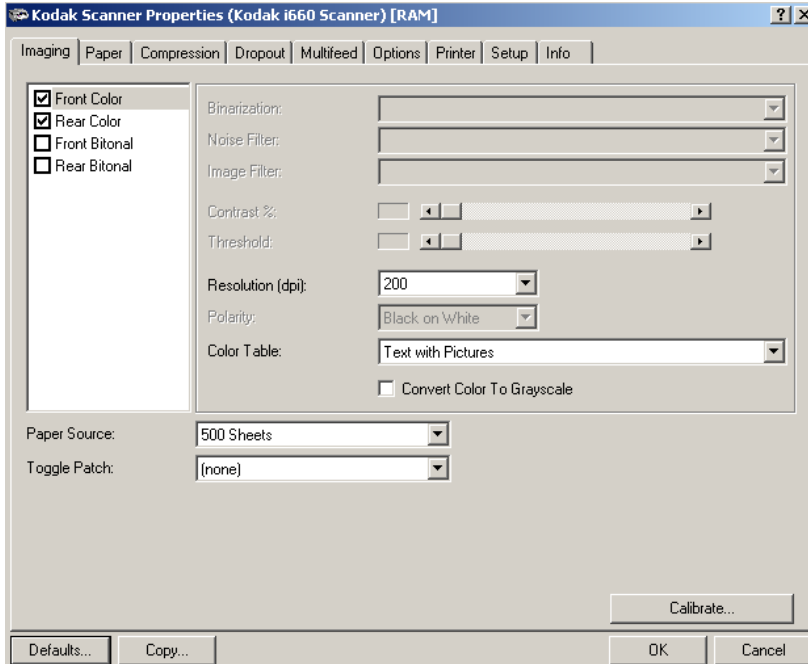 Kodak Scanner Properties (Kodak i660 Scanner) [RAM]
Imaging Paper Compression Dropout Multifeed Options Printer Setup Info
Front Color
Rear Color
Front Bitonal
Rear Bitonal
Binarization:
Noise Filter:
Image Filter:
Contrast %:
Threshold:
Resolution (dpi): 200
Polarity: Black on White
Color Table: Text with Pictures
Convert Color To Grayscale
Paper Source: 500 Sheets
Toggle Patch: (none)
Calibrate...
Defaults... Copy... OK Cancel